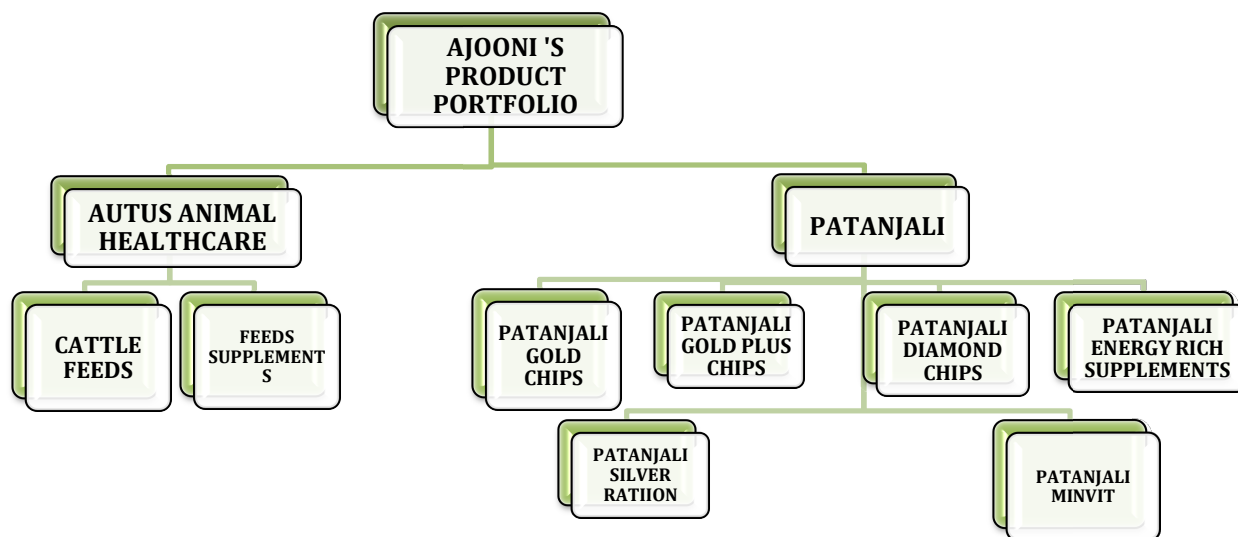 AJOONI 'S
PRODUCT
PORTFOLIO
AUTUS ANIMAL
HEALTHCARE
PATANJALI
CATTLE
FEEDS
FEEDS
SUPPLEMENT
S
PATANJALI
GOLD
CHIPS
PATANJALI
GOLD PLUS
CHIPS
PATANJALI
DIAMOND
CHIPS
PATANJALI
ENERGY RICH
SUPPLEMENTS
PATANJALI
SILVER
RATIION
PATANJALI
MINVIT